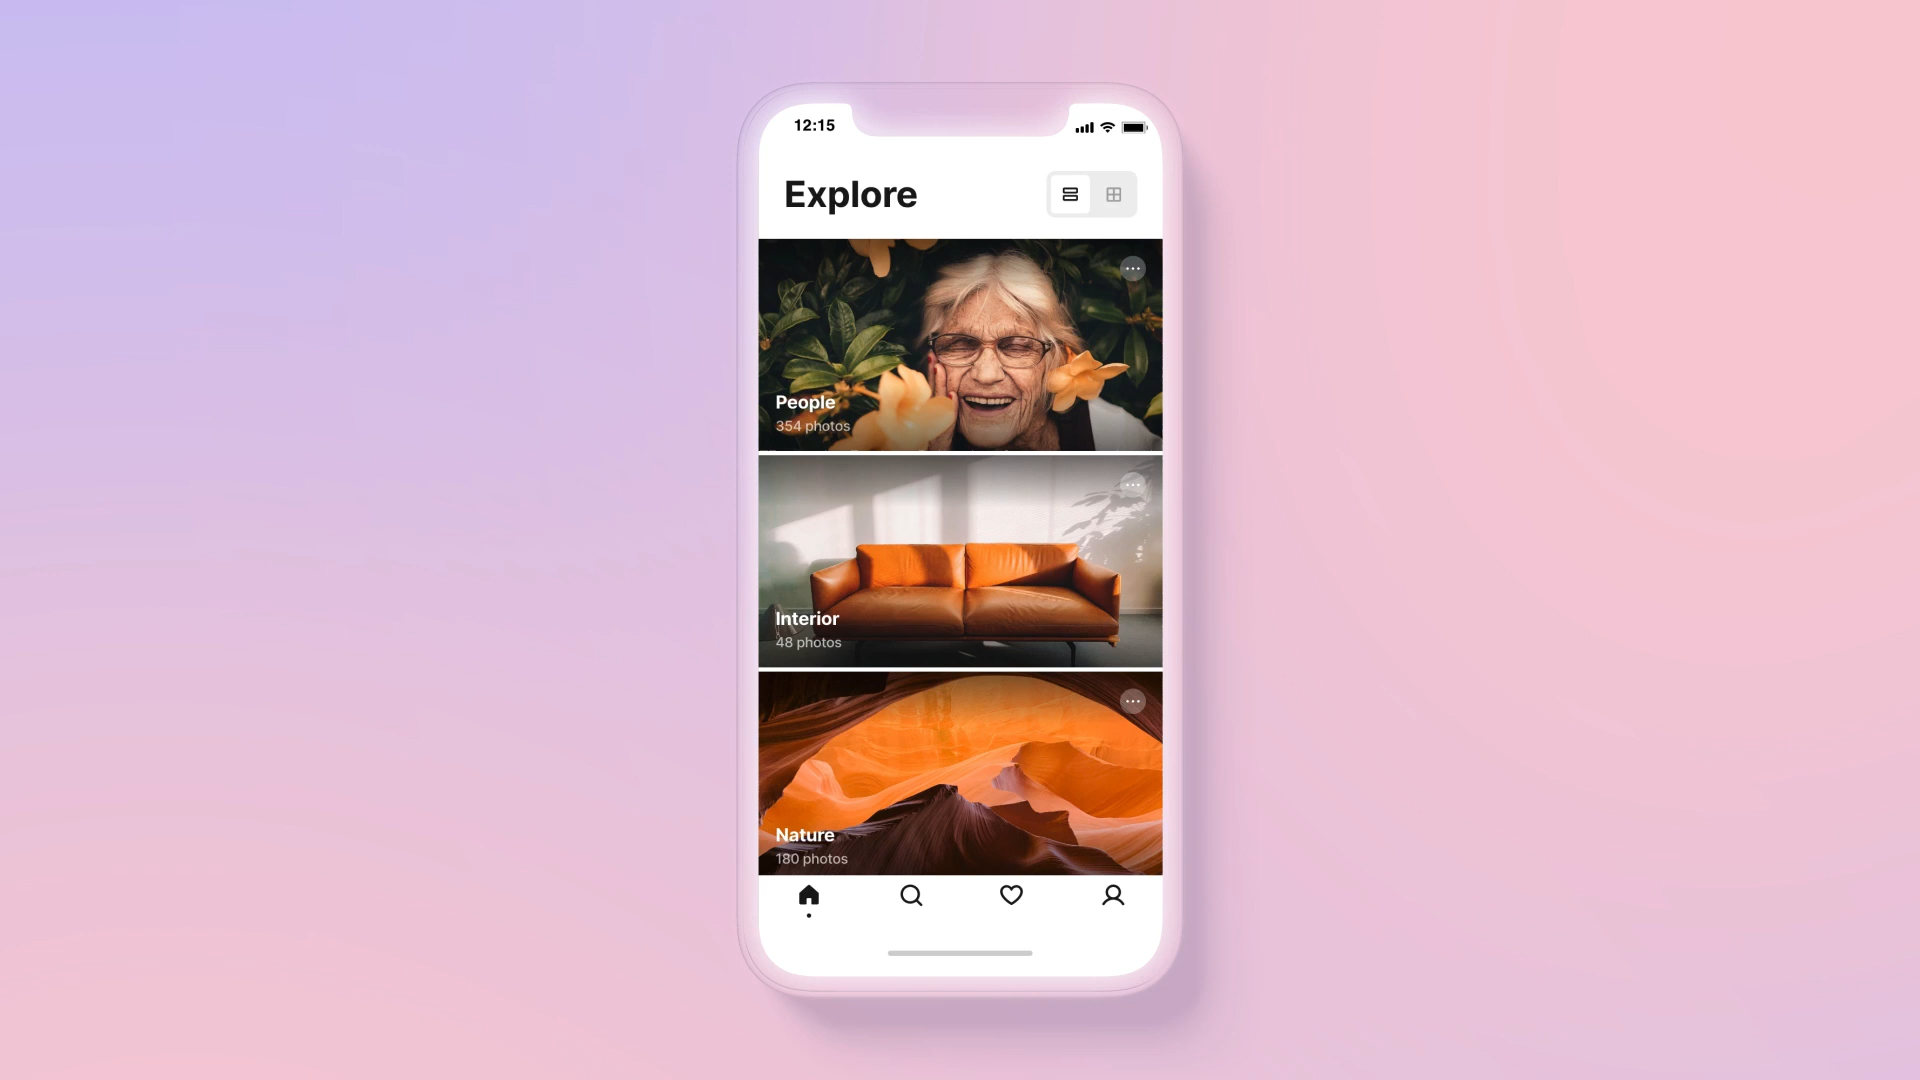 12:15
Explore
People
354 photos
Interior
48 photos
Nature
180 photos